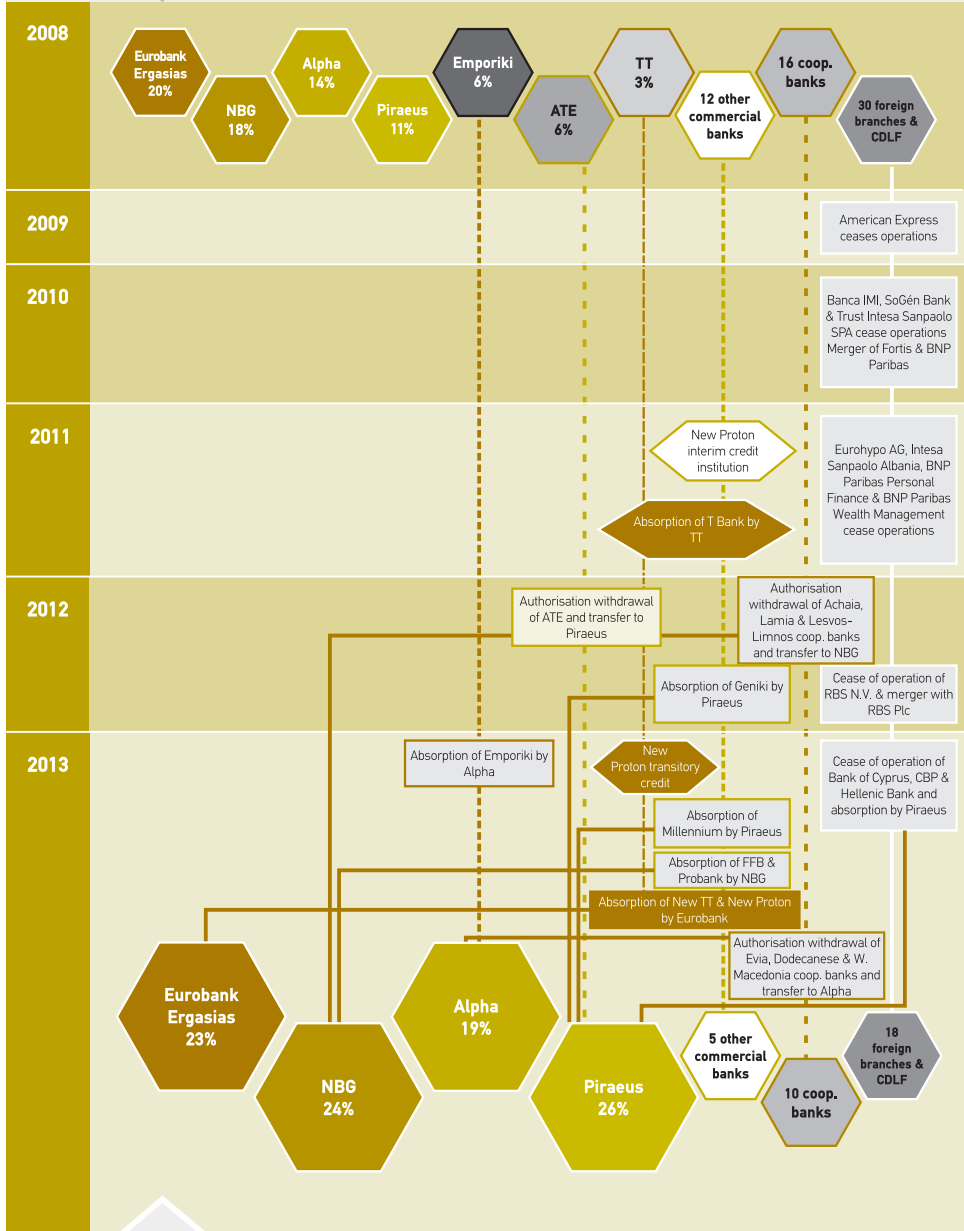 2008
Eurobank
Ergasias
20%
NBG
18%
Alpha
14%
Piraeus
11%
Emporiki
6%
ATE
6%
TT
3%
12 other
commercial
banks
16 coop.
banks
30 foreign
branches &
CDLF
2009
American Express
ceases operations
2010
Banca IMI, SoGén Bank
& Trust Intesa Sanpaolo
SPA cease operations
Merger of Fortis & BNP
Paribas
2011
New Proton
interim credit
institution
Absorption of T Bank by
TT
Eurohypo AG, Intesa
Sanpaolo Albania, BNP
Paribas Personal
Finance & BNP Paribas
Wealth Management
cease operations
2012
Authorisation withdrawal
of ATE and transfer to
Piraeus
Authorisation
withdrawal of Achaia,
Lamia & Lesvos-
Limnos coop. banks
and transfer to NBG
Absorption of Geniki by
Piraeus
Cease of operation of
RBS N.V. & merger with
RBS Plc
2013
Absorption of Emporiki by
Alpha
New
Proton transitory
credit
Cease of operation of
Bank of Cyprus, CBP &
Hellenic Bank and
absorption by Piraeus
Absorption of
Millennium by Piraeus
Absorption of FFB &
Probank by NBG
Absorption of New TT & New Proton
by Eurobank
Authorisation withdrawal of
Evia, Dodecanese & W.
Macedonia coop. banks and
transfer to Alpha
Eurobank
Ergasias
23%
NBG
24%
Alpha
19%
Piraeus
26%
5 other
commercial
banks
10 coop.
banks
18
foreign
branches &
CDLF